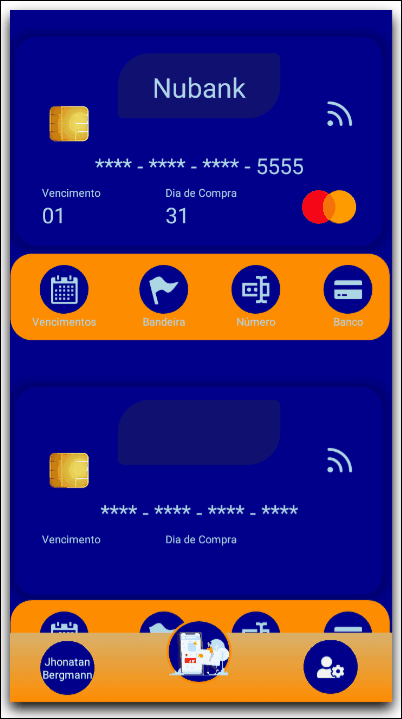 Nubank
**** - **** - **** - 5555
Vencimento Dia de Compra
01 31
Vencimentos Bandeira Número Banco
**** - **** - **** - ****
Vencimento Dia de Compra
Jhonatan
Bergmann